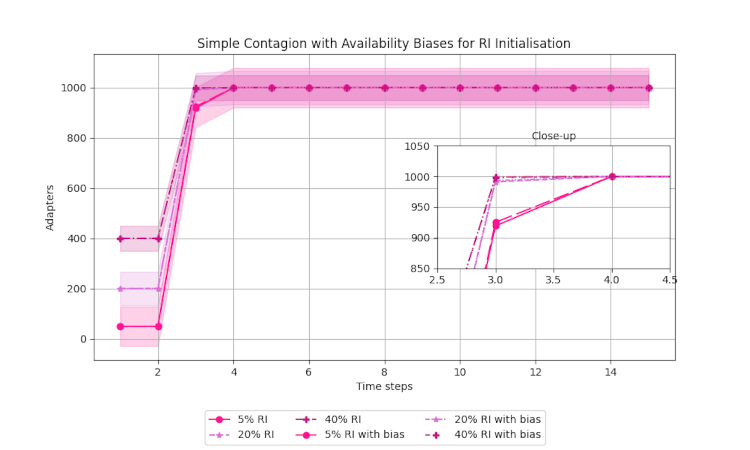 Simple Contagion with Availability Biases for RI Initialisation
Adapters
1000
800
600
400
200
0
2
4
6
8
10
12
14
Time steps
Close-up
1050
1000
950
900
850
2.5
3.0
3.5
4.0
4.5
5% RI
20% RI
40% RI
5% RI with bias
20% RI with bias
40% RI with bias